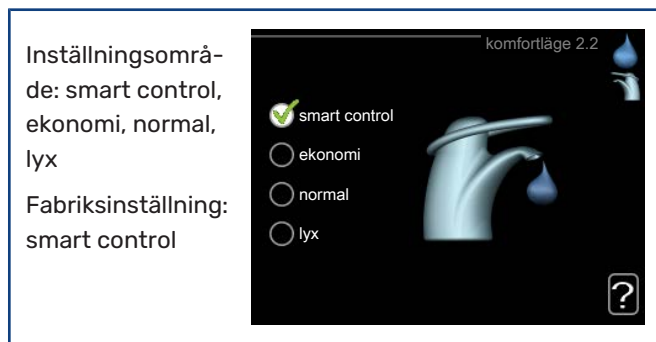 Inställningsområ-
de: smart control,
ekonomi, normal,
lyx
Fabriksinställning:
smart control
komfortläge 2.2
smart control
ekonomi
normal
lyx
?